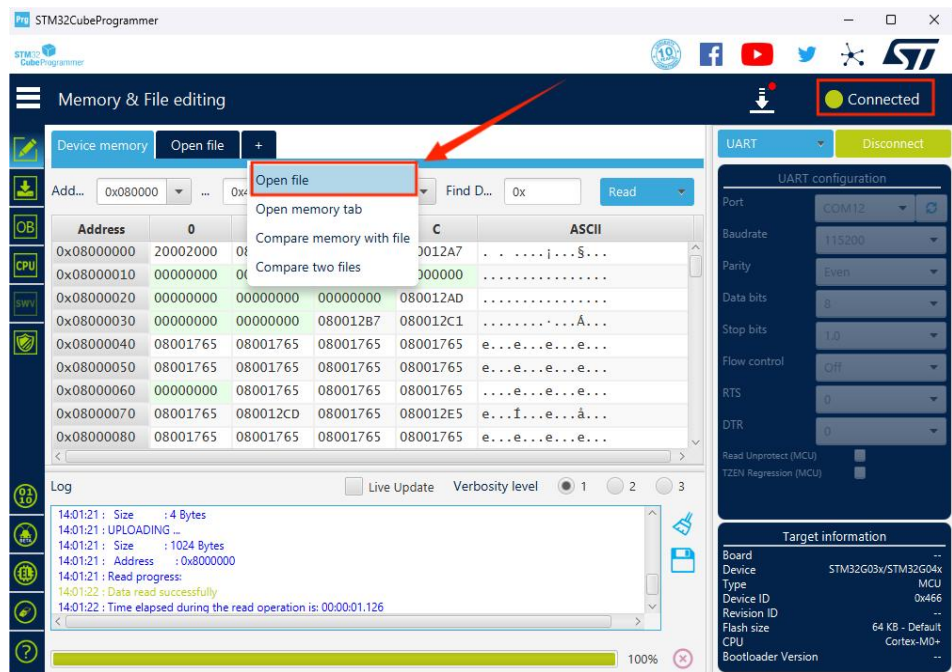 Prg STM32CubeProgrammer
STM32 CubeProgrammer
Memory & File editing
Connected
Device memory Open file +
Open file
Open memory tab
Compare memory with file
Compare two files
Add... 0x080000 ... 0x4 Find D... 0x Read
Address 0 C ASCII
0x08000000 20002000 08 0012A7 . . ....¡...§...
0x08000010 00000000 00 000000 ................
0x08000020 00000000 00000000 00000000 080012AD ................
0x08000030 00000000 00000000 080012B7 080012C1 ........·...Á...
0x08000040 08001765 08001765 08001765 08001765 e...e...e...e...
0x08000050 08001765 08001765 08001765 08001765 e...e...e...e...
0x08000060 00000000 08001765 08001765 08001765 ....e...e...e...
0x08000070 08001765 080012CD 08001765 080012E5 e...Í...e...å...
0x08000080 08001765 08001765 08001765 08001765 e...e...e...e...
Log Live Update Verbosity level 1 2 3
14:01:21 : Size : 4 Bytes
14:01:21 : UPLOADING ...
14:01:21 : Size : 1024 Bytes
14:01:21 : Address : 0x8000000
14:01:21 : Read progress:
14:01:22 : Data read successfully
14:01:22 : Time elapsed during the read operation is: 00:00:01.126
100%
OB
CPU
SWV
UART Disconnect
UART configuration
Port COM12
Baudrate 115200
Parity Even
Data bits 8
Stop bits 1.0
Flow control Off
RTS 0
DTR 0
Read Unprotect (MCU)
TZEN Regression (MCU)
Target information
Board --
Device STM32G03x/STM32G04x
Type MCU
Device ID 0x466
Revision ID --
Flash size 64 KB - Default
CPU Cortex-M0+
Bootloader Version --